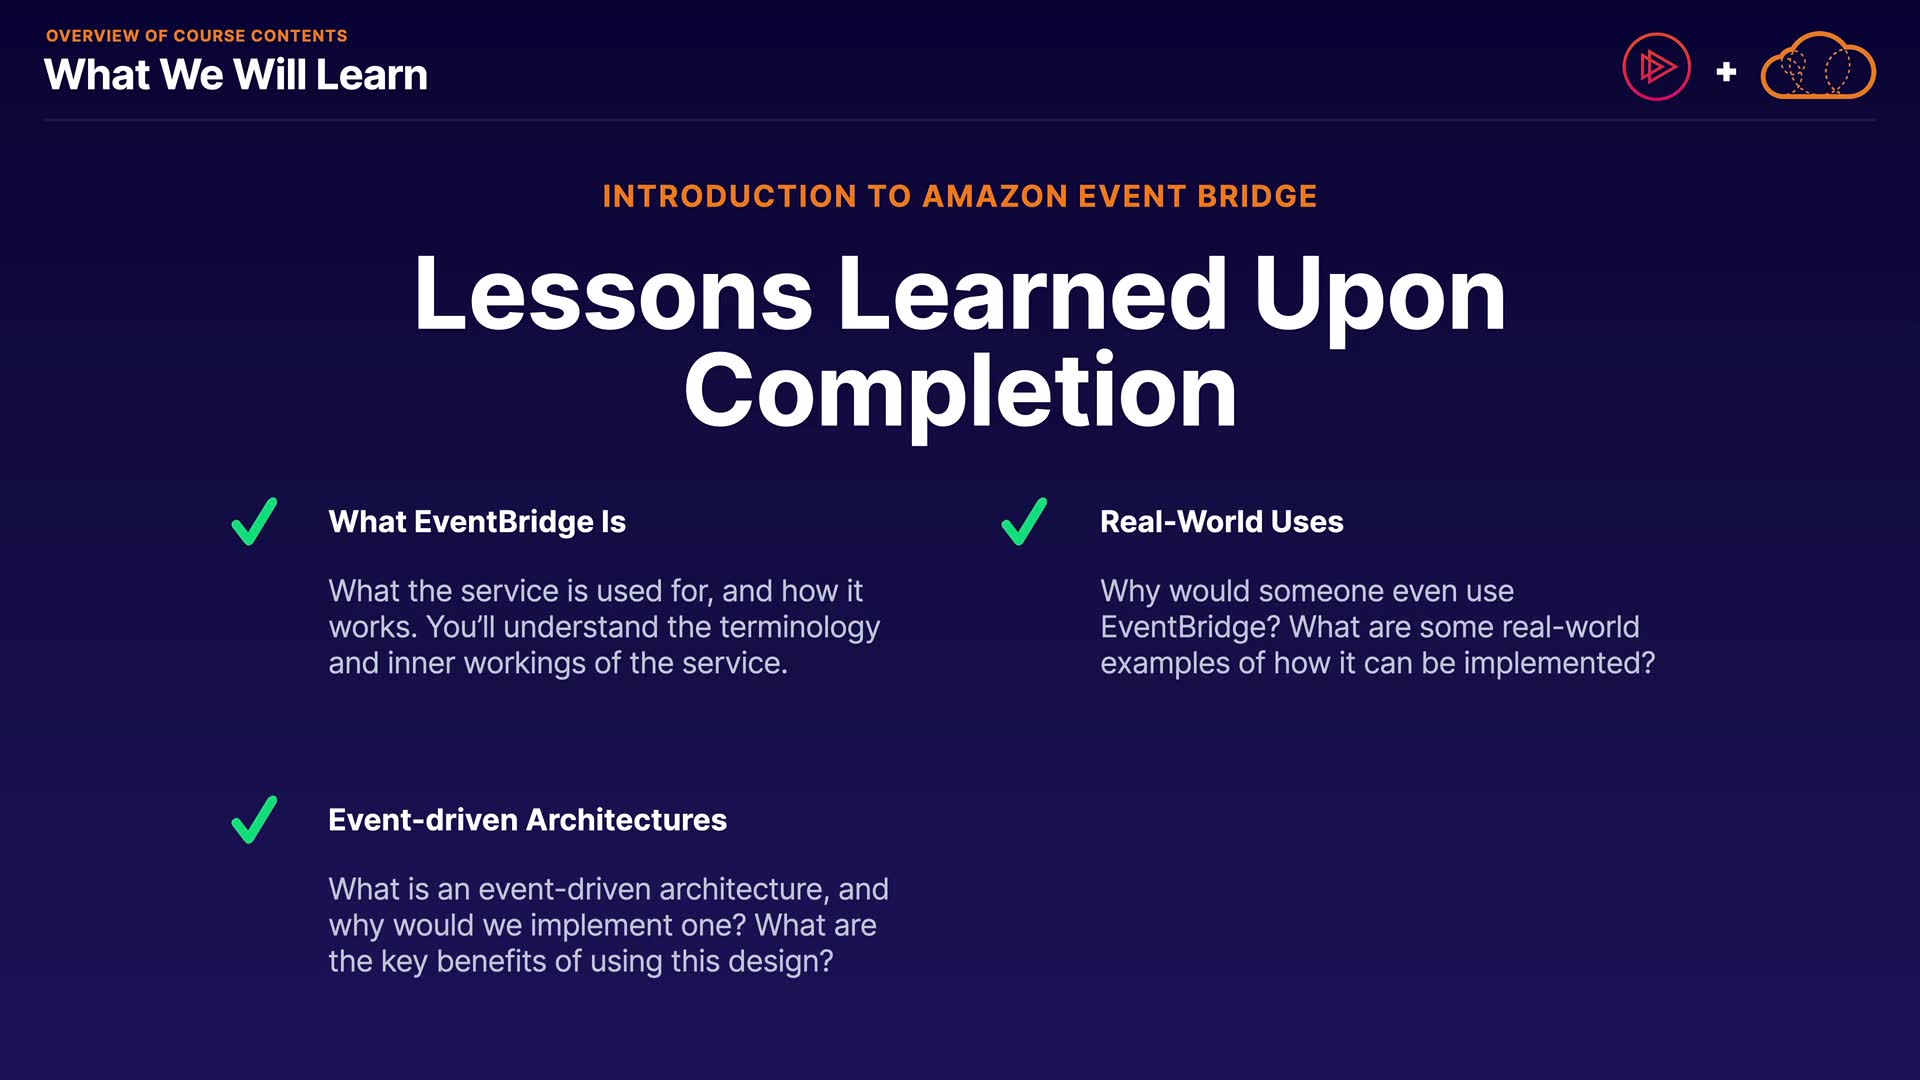 OVERVIEW OF COURSE CONTENTS
What We Will Learn
INTRODUCTION TO AMAZON EVENT BRIDGE
Lessons Learned Upon
Completion
What EventBridge Is
What the service is used for, and how it
works. You’ll understand the terminology
and inner workings of the service.
Real-World Uses
Why would someone even use
EventBridge? What are some real-world
examples of how it can be implemented?
Event-driven Architectures
What is an event-driven architecture, and
why would we implement one? What are
the key benefits of using this design?